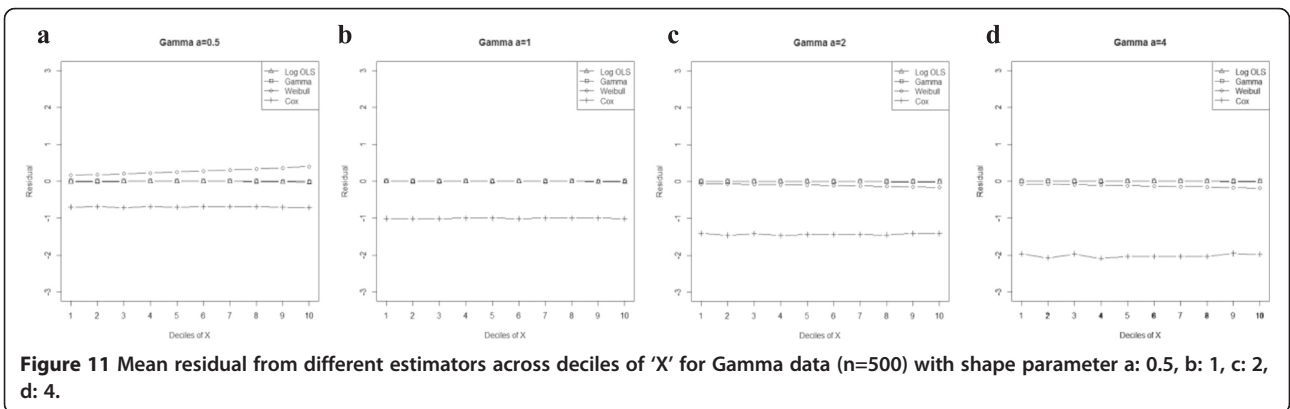 a
Gamma a=0.5
Log OLS
Gamma
Weibull
Cox
Residual
3
2
1
0
-1
-2
-3
1 2 3 4 5 6 7 8 9 10
Deciles of X
b
Gamma a=1
Log OLS
Gamma
Weibull
Cox
Residual
3
2
1
0
-1
-2
-3
1 2 3 4 5 6 7 8 9 10
Deciles of X
c
Gamma a=2
Log OLS
Gamma
Weibull
Cox
Residual
3
2
1
0
-1
-2
-3
1 2 3 4 5 6 7 8 9 10
Deciles of X
d
Gamma a=4
Log OLS
Gamma
Weibull
Cox
Residual
3
2
1
0
-1
-2
-3
1 2 3 4 5 6 7 8 9 10
Deciles of X
Figure 11 Mean residual from different estimators across deciles of ‘X’ for Gamma data (n=500) with shape parameter a: 0.5, b: 1, c: 2,
d: 4.